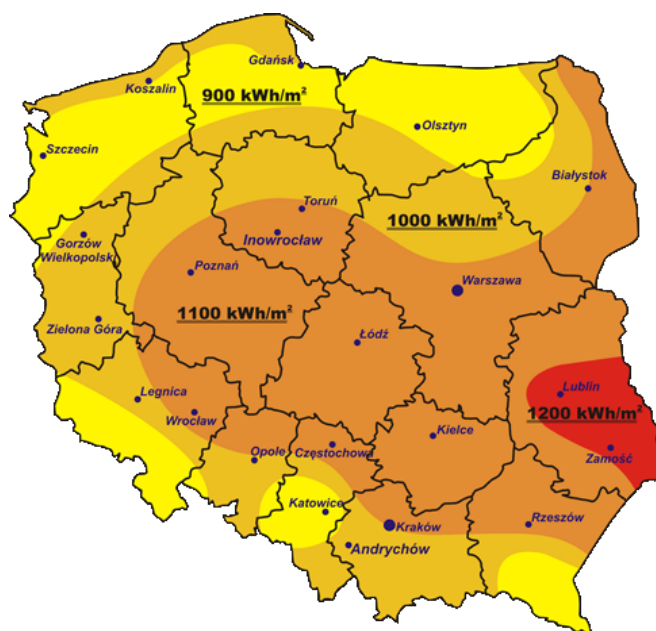 Gdańsk
Koszalin
900 kWh/m²
Olsztyn
Szczecin
Białystok
Toruń
1000 kWh/m²
Gorzów
Wielkopolsk
Inowrocław
Poznań
Warszawa
1100 kWh/m²
Zielona Góra
Łódź
Legnica
Lublin
Wrocław
1200 kWh/m²
Kielce
Opole
Częstochowa
Zamość
Katowice
Kraków
Rzeszów
Andrychów